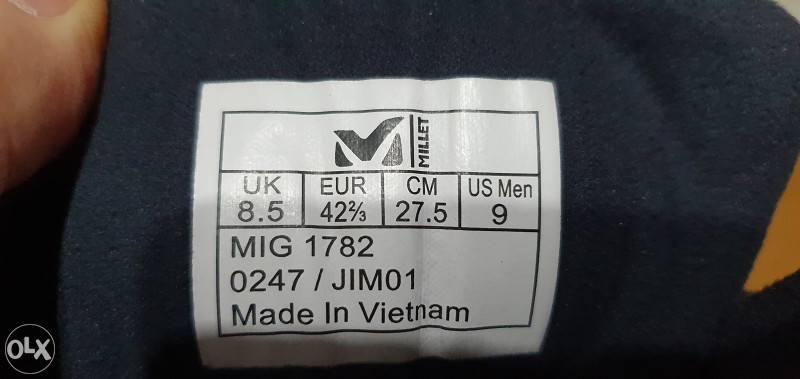 M MILLET
UK EUR CM US Men
8.5 42⅔ 27.5 9
MIG 1782
0247 / JIM01
Made In Vietnam
OLX